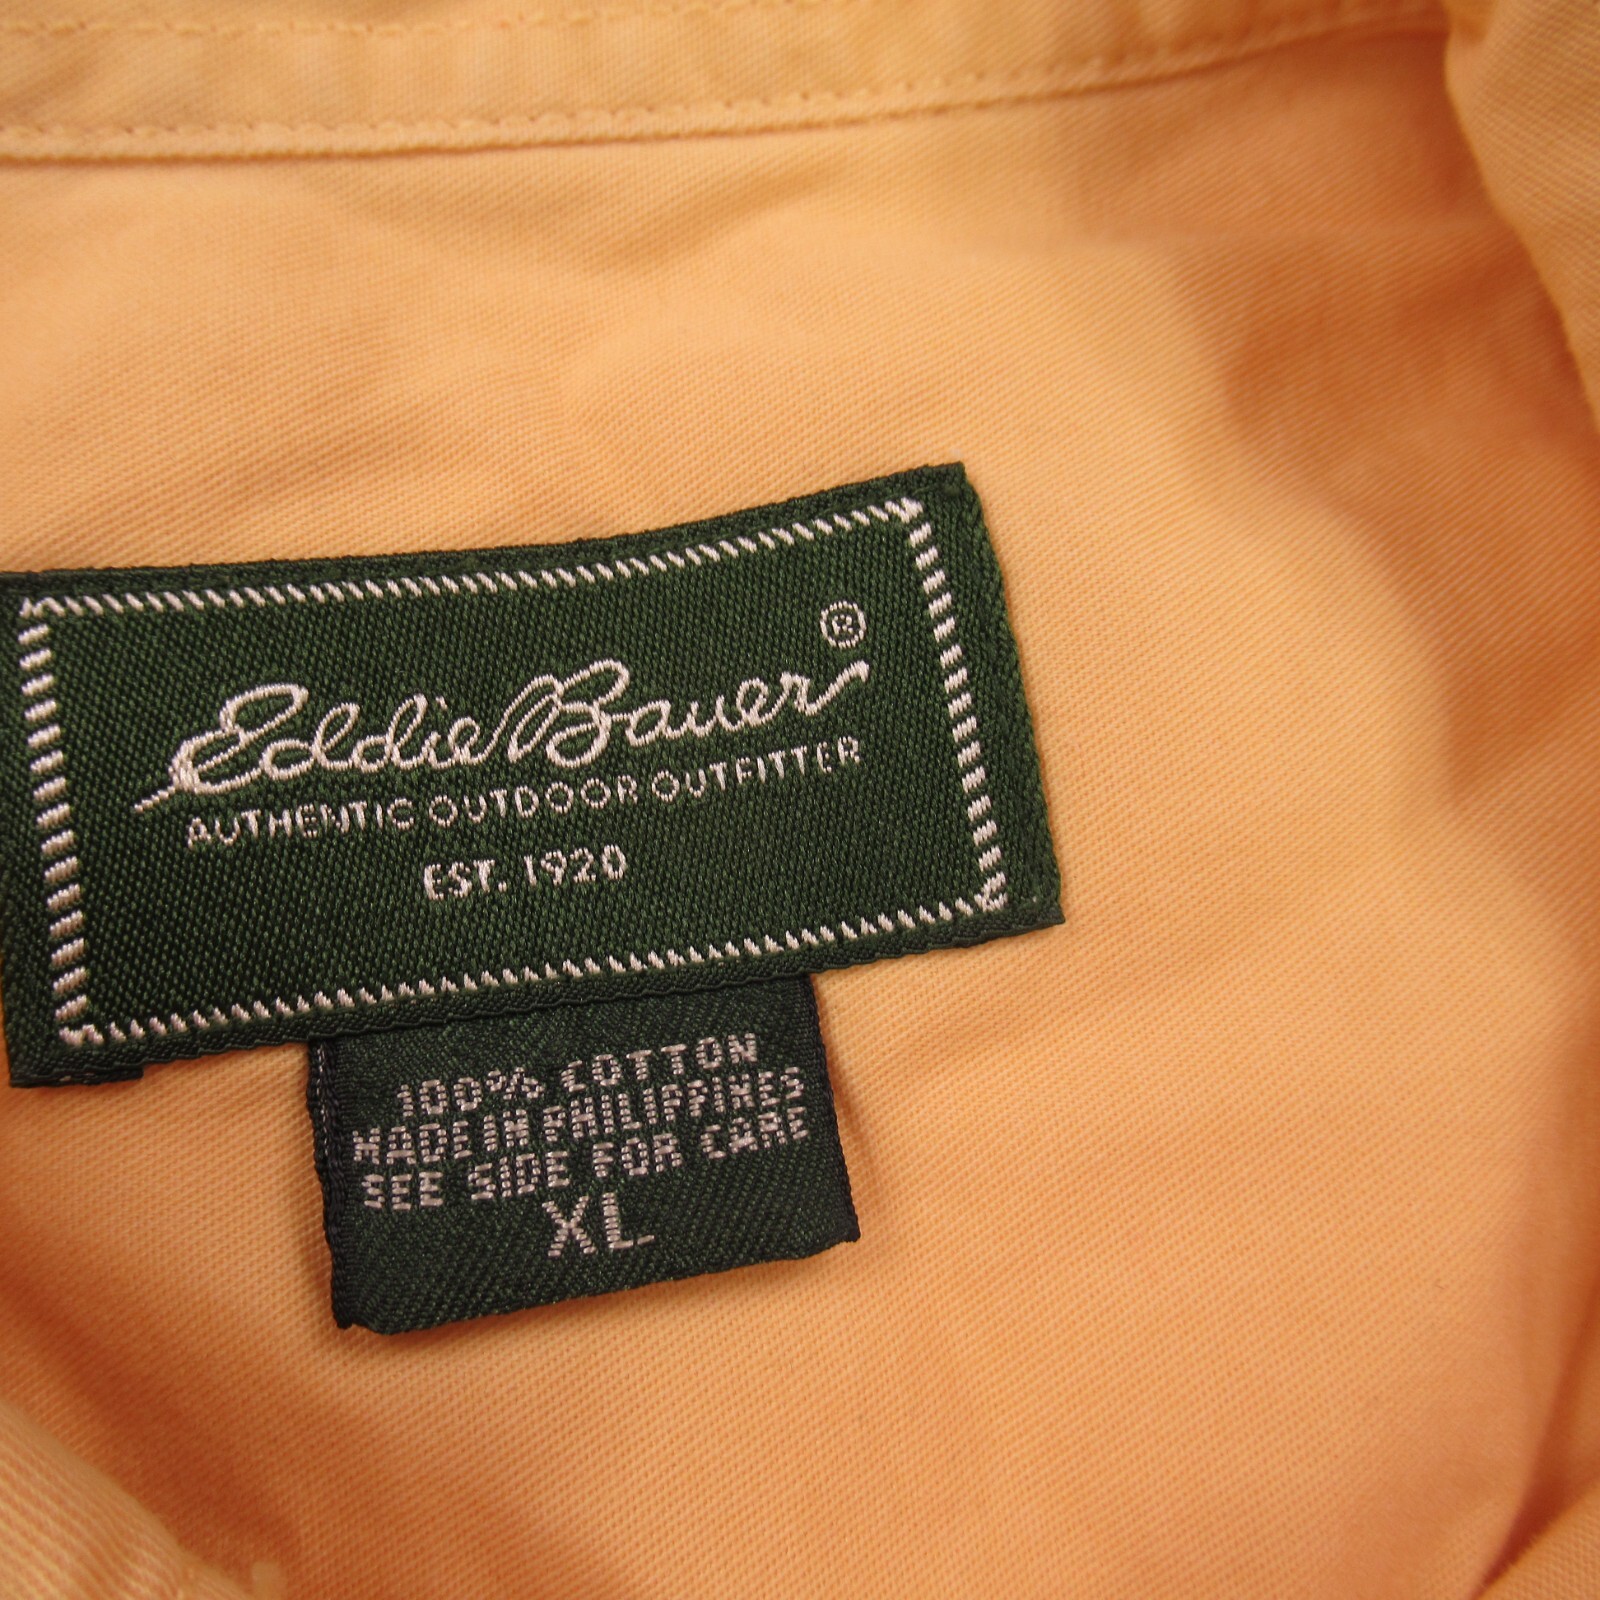 Eddie Bauer®
AUTHENTIC OUTDOOR OUTFITTER
EST. 1920
100% COTTON
MADE IN PHILIPPINES
SEE SIDE FOR CARE
XL